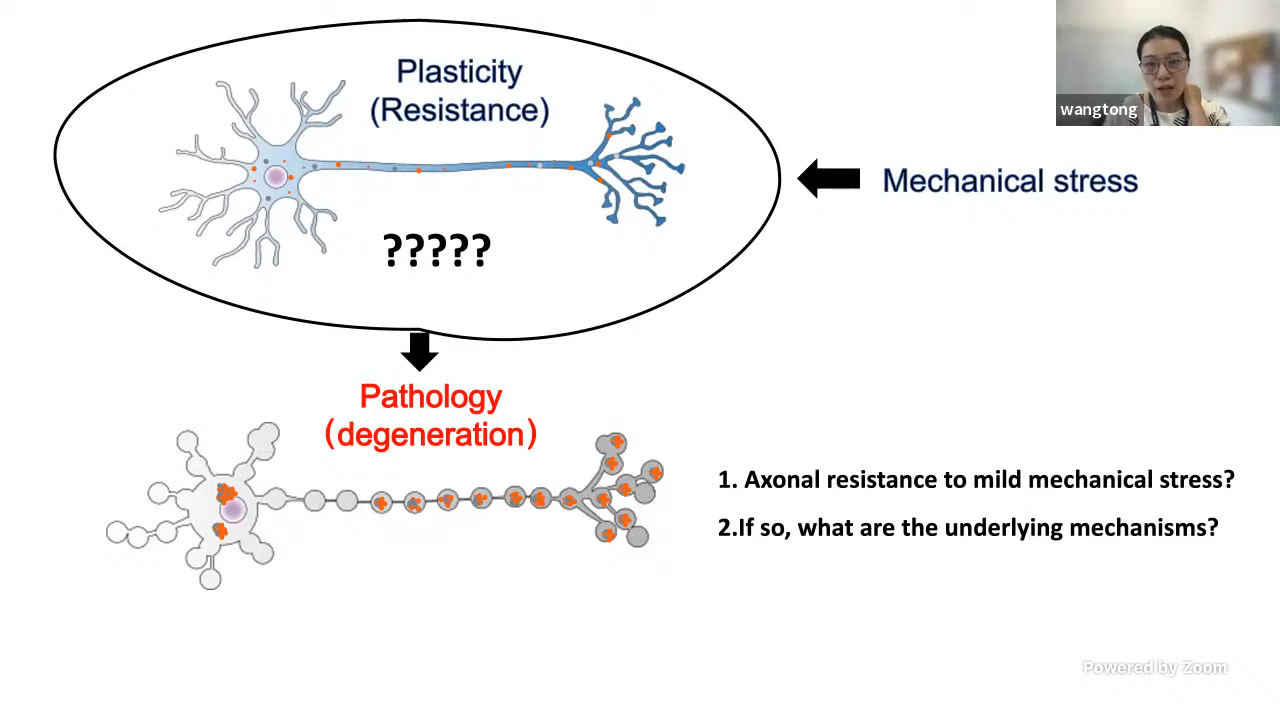 Plasticity
(Resistance)
wangtong
Mechanical stress
?????
Pathology
（degeneration）
1. Axonal resistance to mild mechanical stress?
2.If so, what are the underlying mechanisms?
Powered by Zoom